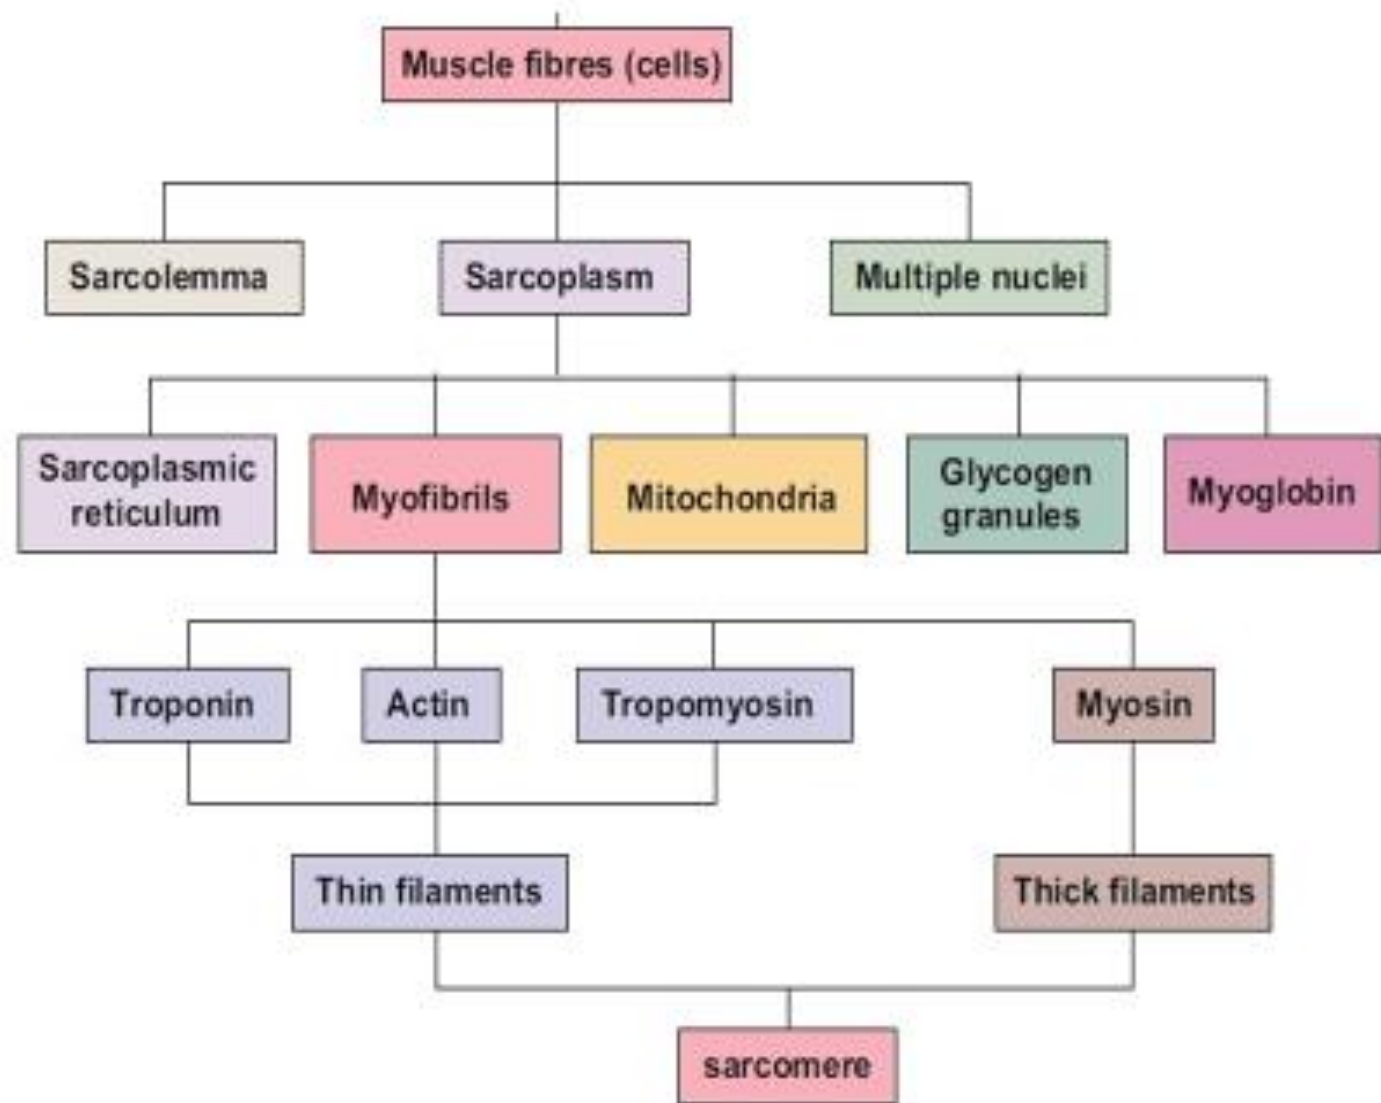 Muscle fibres (cells)
Sarcolemma
Sarcoplasm
Multiple nuclei
Sarcoplasmic
reticulum
Myofibrils
Mitochondria
Glycogen
granules
Myoglobin
Troponin
Actin
Tropomyosin
Myosin
Thin filaments
Thick filaments
sarcomere